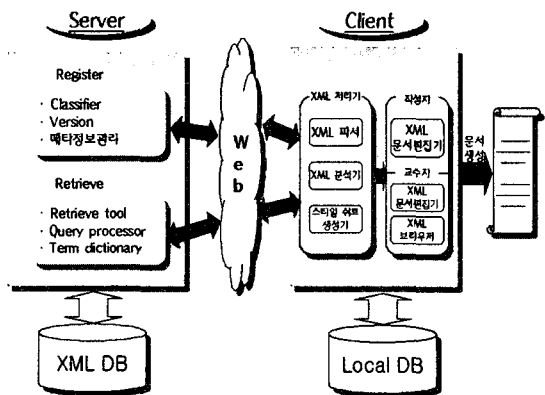 Server
Client
Register
· Classifier
· Version
· 메타정보관리
Retrieve
· Retrieve tool
· Query processor
· Term dictionary
Web
XML 처리기
XML 파서
XML 분석기
스타일 쉬트
생성기
작성자
XML
문서편집기
교수자
XML
문서편집기
XML
브라우저
문서
생성
XML DB
Local DB